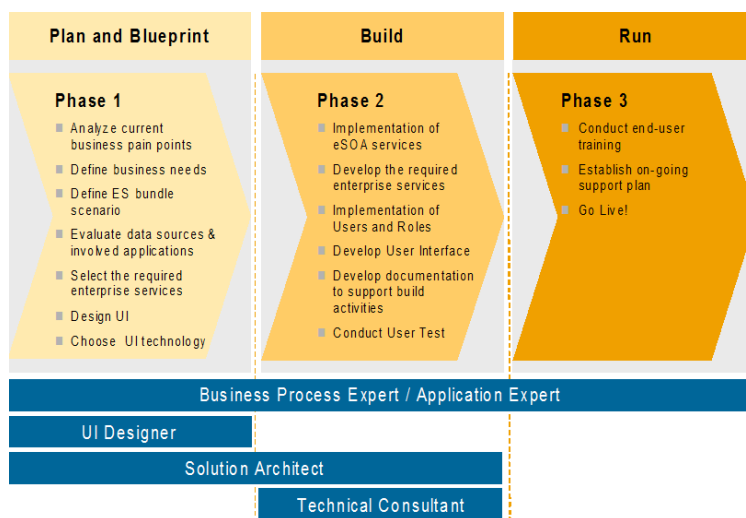 Plan and Blueprint
Build
Run
Phase 1
Analyze current
business pain points
Define business needs
Define ES bundle
scenario
Evaluate data sources &
involved applications
Select the required
enterprise services
Design UI
Choose UI technology
Phase 2
Implementation of
eSOA services
Develop the required
enterprise services
Implementation of
Users and Roles
Develop User Interface
Develop documentation
to support build
activities
Conduct User Test
Phase 3
Conduct end-user
training
Establish on-going
support plan
Go Live!
Business Process Expert / Application Expert
UI Designer
Solution Architect
Technical Consultant